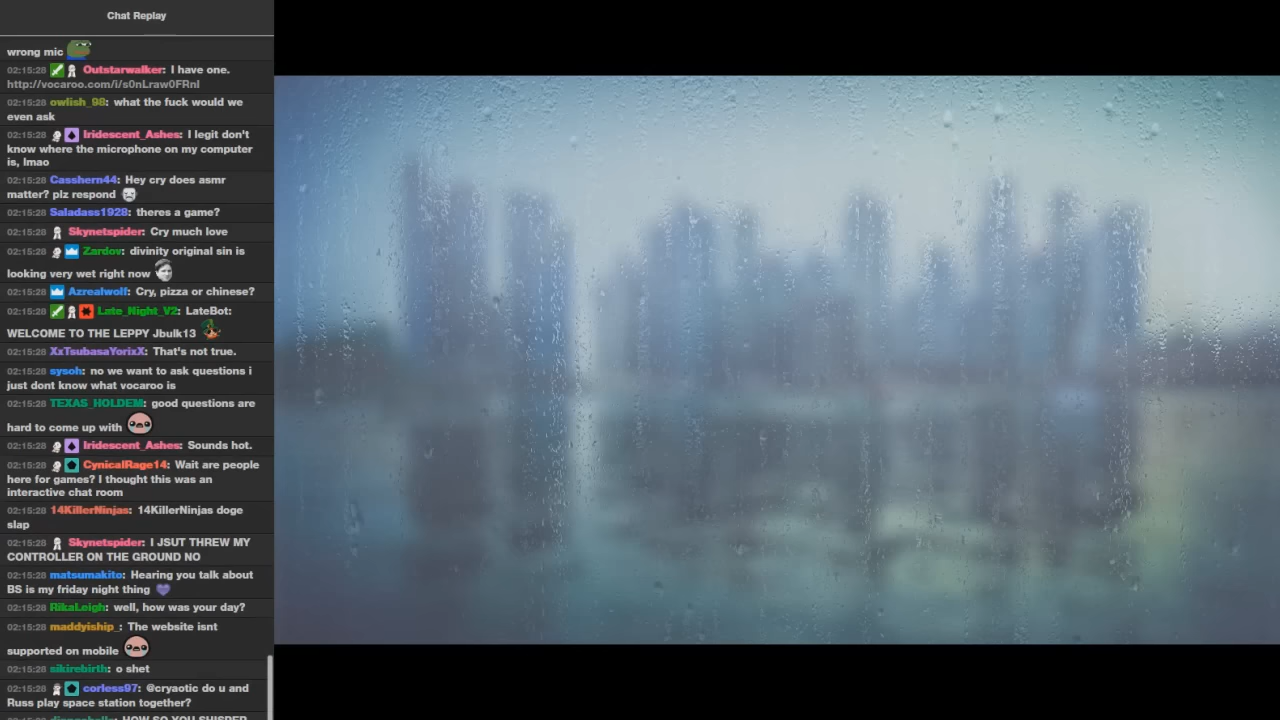 Chat Replay
wrong mic
02:15:28 Outstarwalker: I have one.
http://vocaroo.com/i/s0nLraw0FRnI
02:15:28 owlish_98: what the fuck would we
even ask
02:15:28 Iridescent_Ashes: I legit don't
know where the microphone on my computer
is, lmao
02:15:28 Casshern44: Hey cry does asmr
matter? plz respond
02:15:28 Saladass1928: theres a game?
02:15:28 Skynetspider: Cry much love
02:15:28 Zardov: divinity original sin is
looking very wet right now
02:15:28 Azrealwolf: Cry, pizza or chinese?
02:15:28 Late_Night_V2: LateBot:
WELCOME TO THE LEPPY Jbulk13
02:15:28 XxTsubasaYorixX: That's not true.
02:15:28 sysoh: no we want to ask questions i
just dont know what vocaroo is
02:15:28 TEXAS_HOLDEM: good questions are
hard to come up with
02:15:28 Iridescent_Ashes: Sounds hot.
02:15:28 CynicalRage14: Wait are people
here for games? I thought this was an
interactive chat room
02:15:28 14KillerNinjas: 14KillerNinjas doge
slap
02:15:28 Skynetspider: I JSUT THREW MY
CONTROLLER ON THE GROUND NO
02:15:28 matsumakito: Hearing you talk about
BS is my friday night thing
02:15:28 RikaLeigh: well, how was your day?
02:15:28 maddyiship_: The website isnt
supported on mobile
02:15:28 sikirebirth: o shet
02:15:28 corless97: @cryaotic do u and
Russ play space station together?